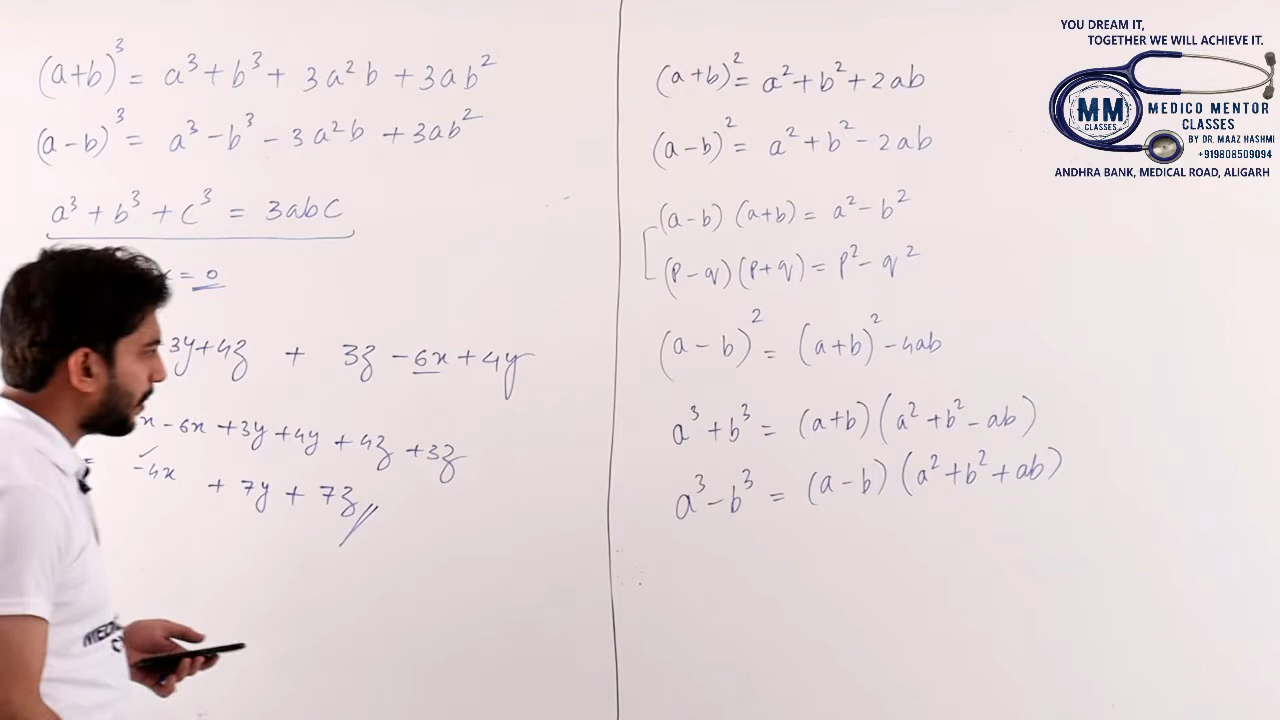 (a+b)³ = a³ + b³ + 3a²b + 3ab²
(a-b)³ = a³ - b³ - 3a²b + 3ab²
a³ + b³ + c³ = 3abc
= 0
3y+4z + 3z - 6x + 4y
x - 6x + 3y + 4y + 4z + 3z
= -4x + 7y + 7z //
(a+b)² = a² + b² + 2ab
(a-b)² = a² + b² - 2ab
(a-b) (a+b) = a² - b²
(p-q) (p+q) = p² - q²
(a-b)² = (a+b)² - 4ab
a³ + b³ = (a+b) (a² + b² - ab)
a³ - b³ = (a-b) (a² + b² + ab)
YOU DREAM IT,
TOGETHER WE WILL ACHIEVE IT.
MM
CLASSES
MEDICO MENTOR
CLASSES
BY DR. MAAZ HASHMI
+919808509094
ANDHRA BANK, MEDICAL ROAD, ALIGARH